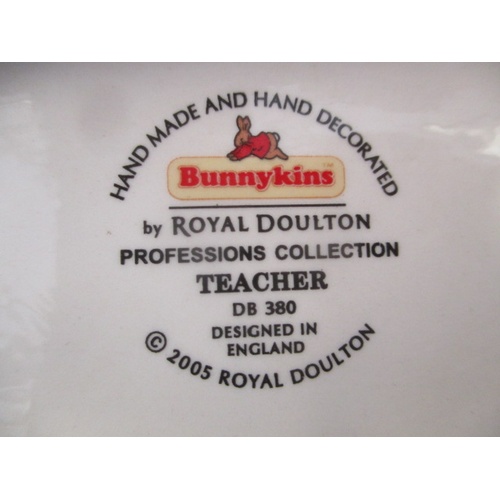 HAND MADE AND HAND DECORATED
Bunnykins™
by ROYAL DOULTON
PROFESSIONS COLLECTION
TEACHER
DB 380
DESIGNED IN
ENGLAND
© 2005 ROYAL DOULTON